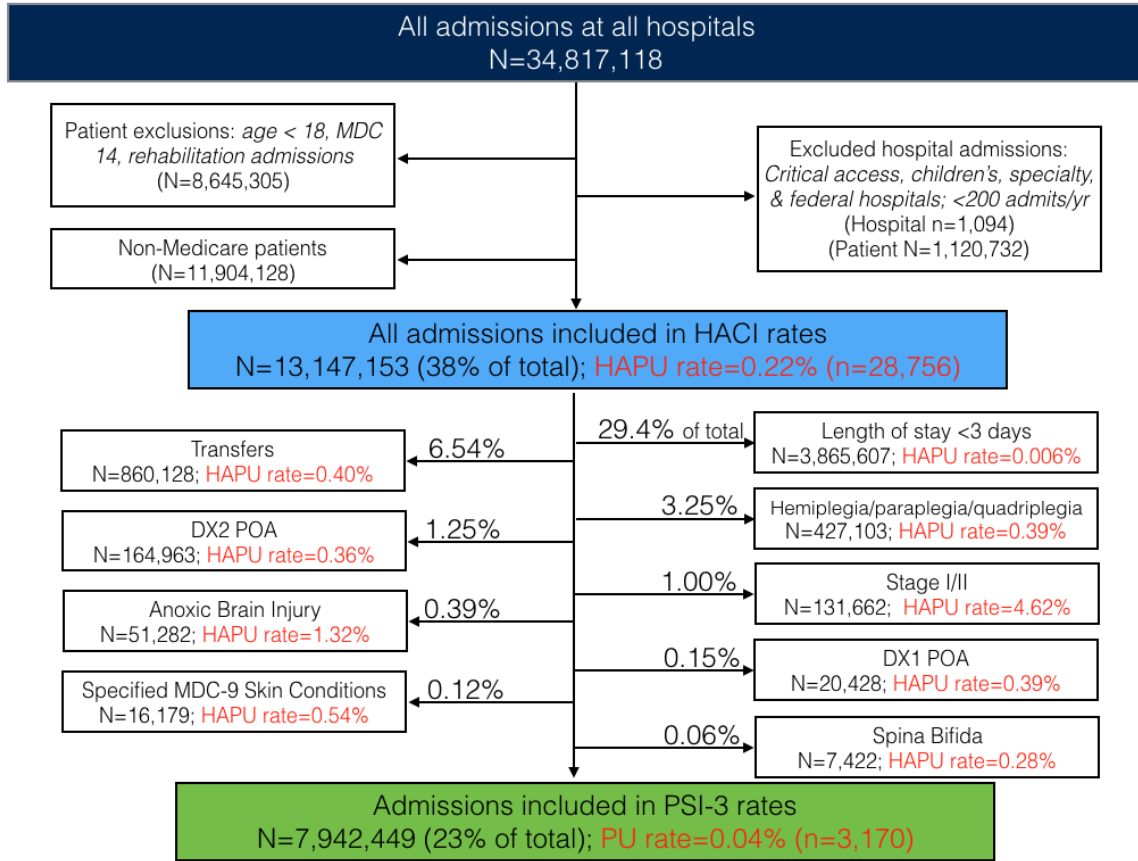 All admissions at all hospitals
N=34,817,118
Patient exclusions: age < 18, MDC
14, rehabilitation admissions
(N=8,645,305)
Excluded hospital admissions:
Critical access, children's, specialty,
& federal hospitals; <200 admits/yr
(Hospital n=1,094)
(Patient N=1,120,732)
Non-Medicare patients
(N=11,904,128)
All admissions included in HACI rates
N=13,147,153 (38% of total); HAPU rate=0.22% (n=28,756)
29.4% of total
Length of stay <3 days
N=3,865,607; HAPU rate=0.006%
6.54%
Transfers
N=860,128; HAPU rate=0.40%
3.25%
Hemiplegia/paraplegia/quadriplegia
N=427,103; HAPU rate=0.39%
1.25%
DX2 POA
N=164,963; HAPU rate=0.36%
1.00%
Stage I/II
N=131,662; HAPU rate=4.62%
0.39%
Anoxic Brain Injury
N=51,282; HAPU rate=1.32%
0.15%
DX1 POA
N=20,428; HAPU rate=0.39%
0.12%
Specified MDC-9 Skin Conditions
N=16,179; HAPU rate=0.54%
0.06%
Spina Bifida
N=7,422; HAPU rate=0.28%
Admissions included in PSI-3 rates
N=7,942,449 (23% of total); PU rate=0.04% (n=3,170)